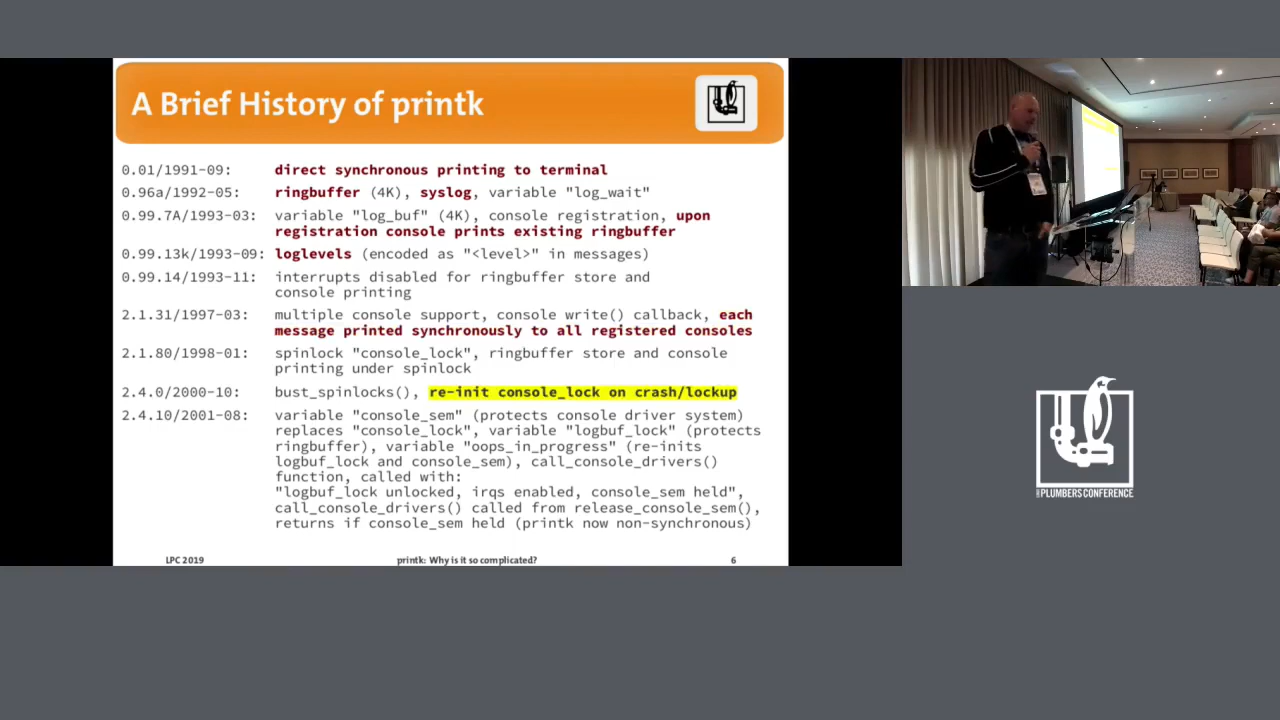 A Brief History of printk
0.01/1991-09: direct synchronous printing to terminal
0.96a/1992-05: ringbuffer (4K), syslog, variable "log_wait"
0.99.7A/1993-03: variable "log_buf" (4K), console registration, upon
registration console prints existing ringbuffer
0.99.13k/1993-09: loglevels (encoded as "<level>" in messages)
0.99.14/1993-11: interrupts disabled for ringbuffer store and
console printing
2.1.31/1997-03: multiple console support, console write() callback, each
message printed synchronously to all registered consoles
2.1.80/1998-01: spinlock "console_lock", ringbuffer store and console
printing under spinlock
2.4.0/2000-10: bust_spinlocks(), re-init console_lock on crash/lockup
2.4.10/2001-08: variable "console_sem" (protects console driver system)
replaces "console_lock", variable "logbuf_lock" (protects
ringbuffer), variable "oops_in_progress" (re-inits
logbuf_lock and console_sem), call_console_drivers()
function, called with:
"logbuf_lock unlocked, irqs enabled, console_sem held",
call_console_drivers() called from release_console_sem(),
returns if console_sem held (printk now non-synchronous)
LPC 2019
printk: Why is it so complicated?
6
PLUMBERS CONFERENCE